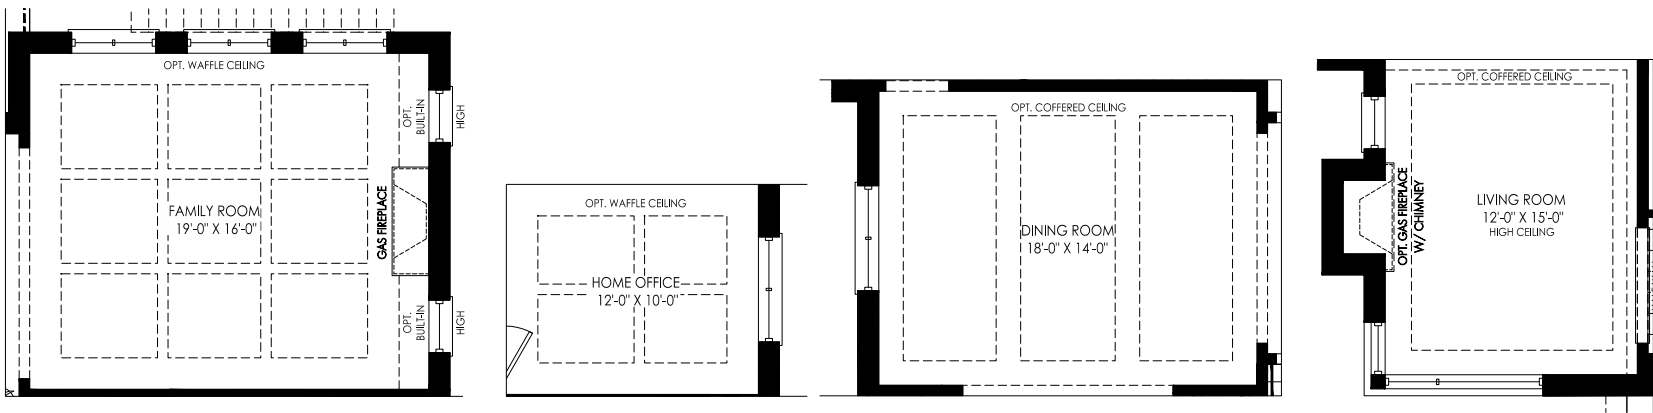 OPT. WAFFLE CEILING
OPT.
BUILT-IN
HIGH
FAMILY ROOM
19'-0" X 16'-0"
GAS FIREPLACE
OPT.
BUILT-IN
HIGH
OPT. WAFFLE CEILING
HOME OFFICE
12'-0" X 10'-0"
OPT. COFFERED CEILING
DINING ROOM
18'-0" X 14'-0"
OPT. COFFERED CEILING
OPT. GAS FIREPLACE
W/ CHIMNEY
LIVING ROOM
12'-0" X 15'-0"
HIGH CEILING